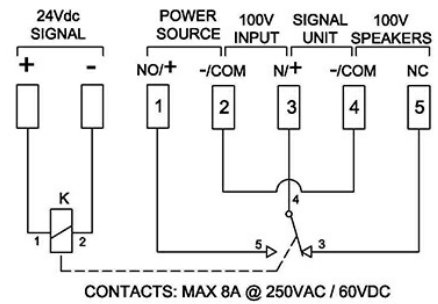 24Vdc
SIGNAL
POWER
SOURCE
100V
INPUT
SIGNAL
UNIT
100V
SPEAKERS
+
-
NO/+
-/COM
N/+
-/COM
NC
1
2
3
4
5
K
1
2
4
5
3
CONTACTS: MAX 8A @ 250VAC / 60VDC